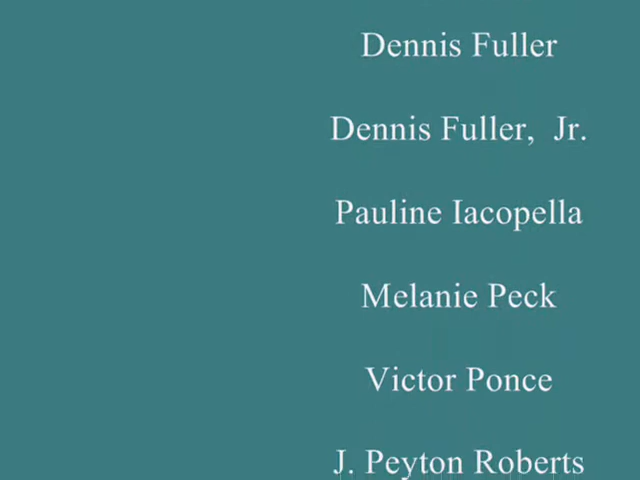 Dennis Fuller
Dennis Fuller, Jr.
Pauline Iacopella
Melanie Peck
Victor Ponce
J. Peyton Roberts